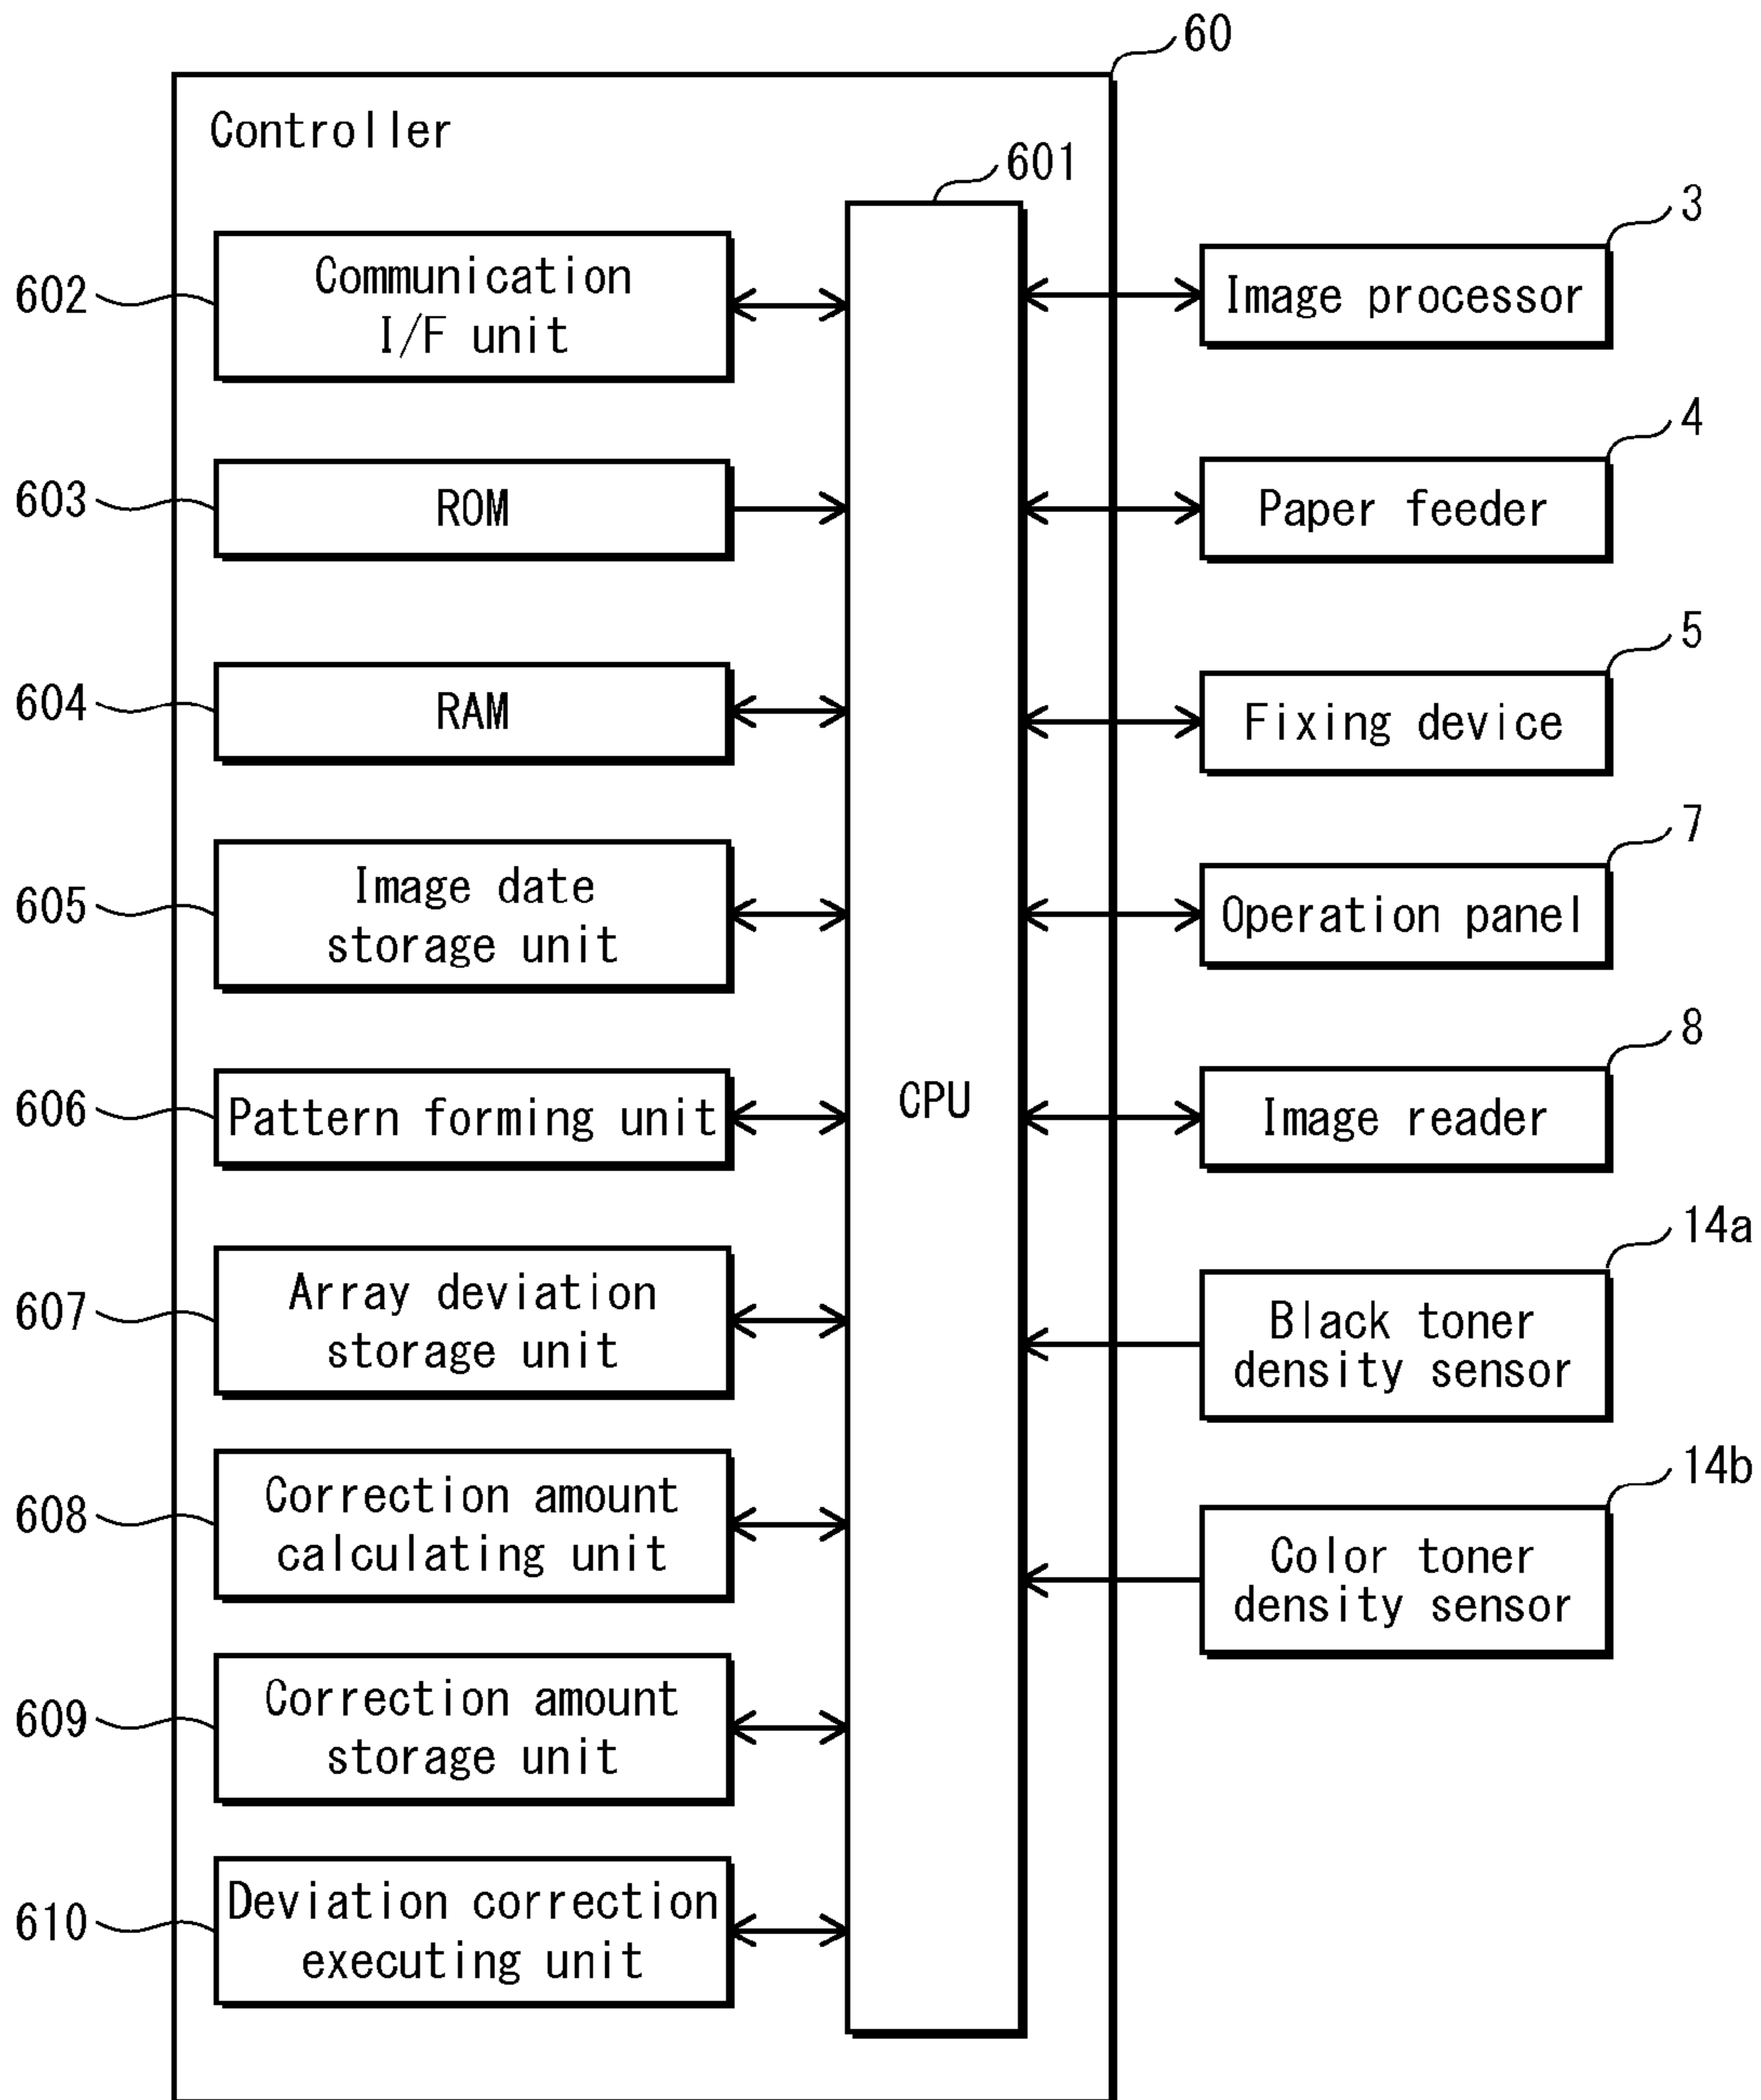 60
Controller
601
602
Communication
I/F unit
603
ROM
604
RAM
605
Image date
storage unit
606
Pattern forming unit
607
Array deviation
storage unit
608
Correction amount
calculating unit
609
Correction amount
storage unit
610
Deviation correction
executing unit
CPU
3
Image processor
4
Paper feeder
5
Fixing device
7
Operation panel
8
Image reader
14a
Black toner
density sensor
14b
Color toner
density sensor